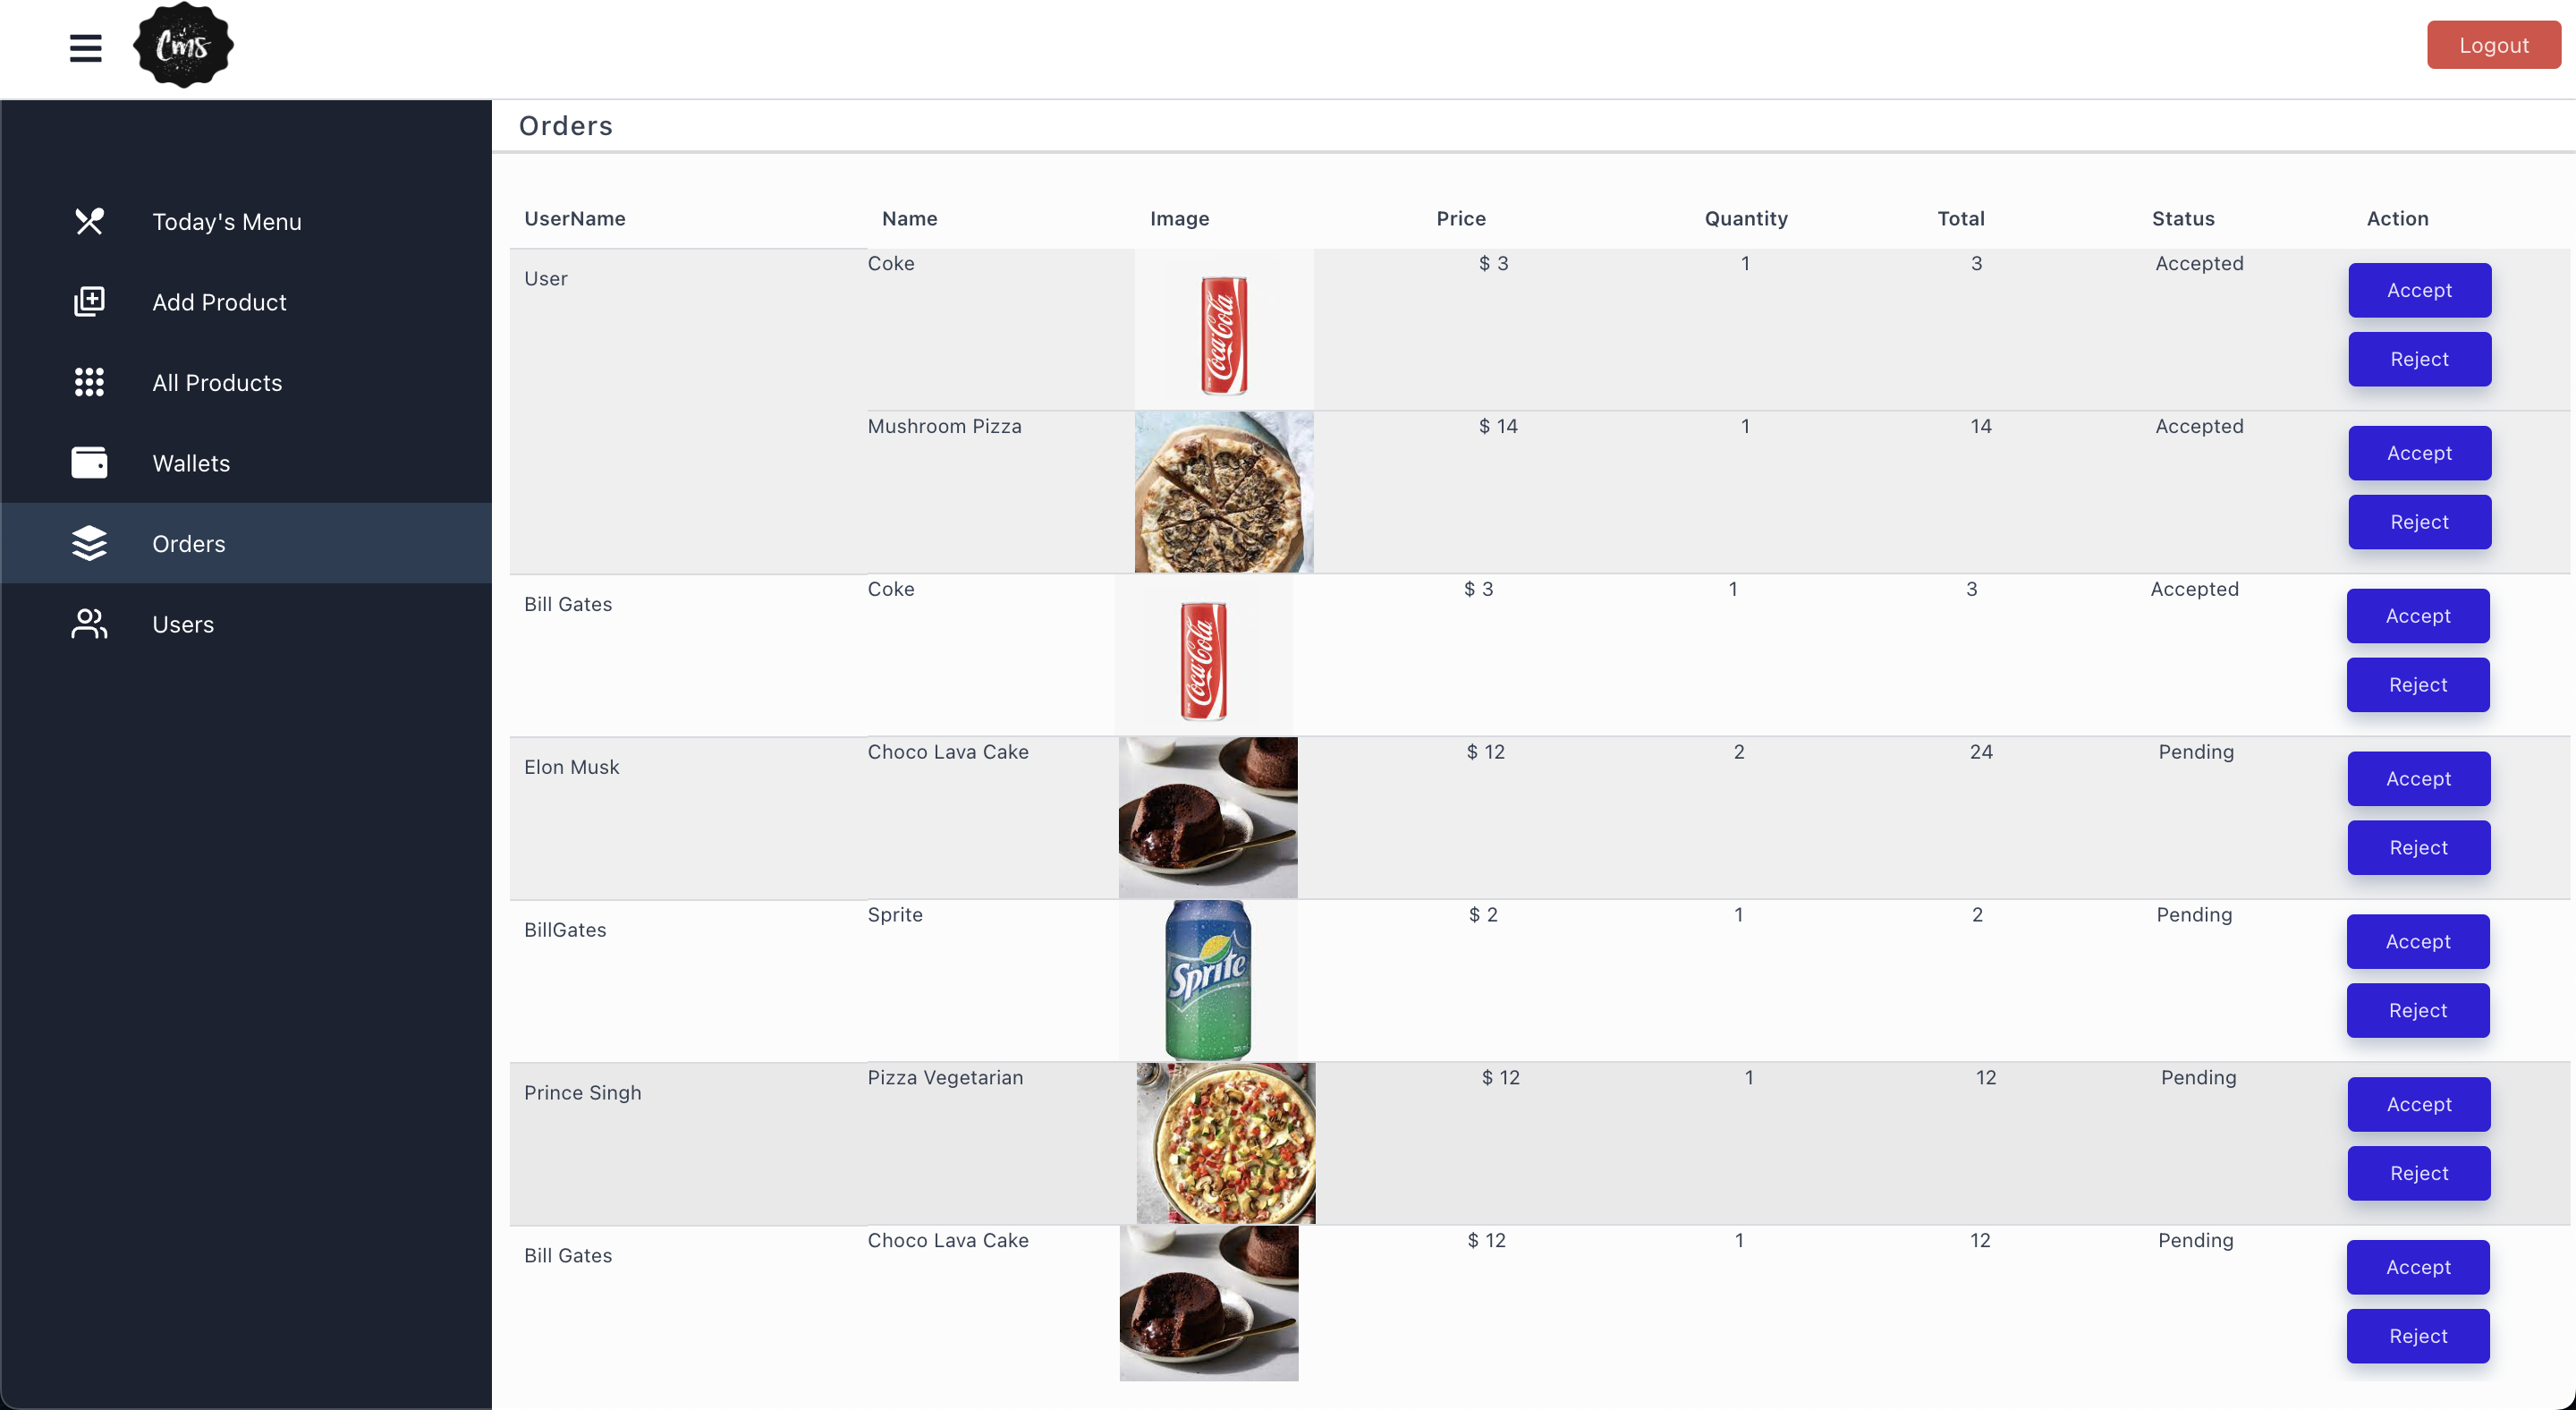 Cms
Logout
Orders
Today's Menu
Add Product
All Products
Wallets
Orders
Users
UserName Name Image Price Quantity Total Status Action
User Coke Coca-Cola $ 3 1 3 Accepted Accept
Reject
Mushroom Pizza $ 14 1 14 Accepted Accept
Reject
Bill Gates Coke Coca-Cola $ 3 1 3 Accepted Accept
Reject
Elon Musk Choco Lava Cake $ 12 2 24 Pending Accept
Reject
BillGates Sprite Sprite $ 2 1 2 Pending Accept
Reject
Prince Singh Pizza Vegetarian $ 12 1 12 Pending Accept
Reject
Bill Gates Choco Lava Cake $ 12 1 12 Pending Accept
Reject